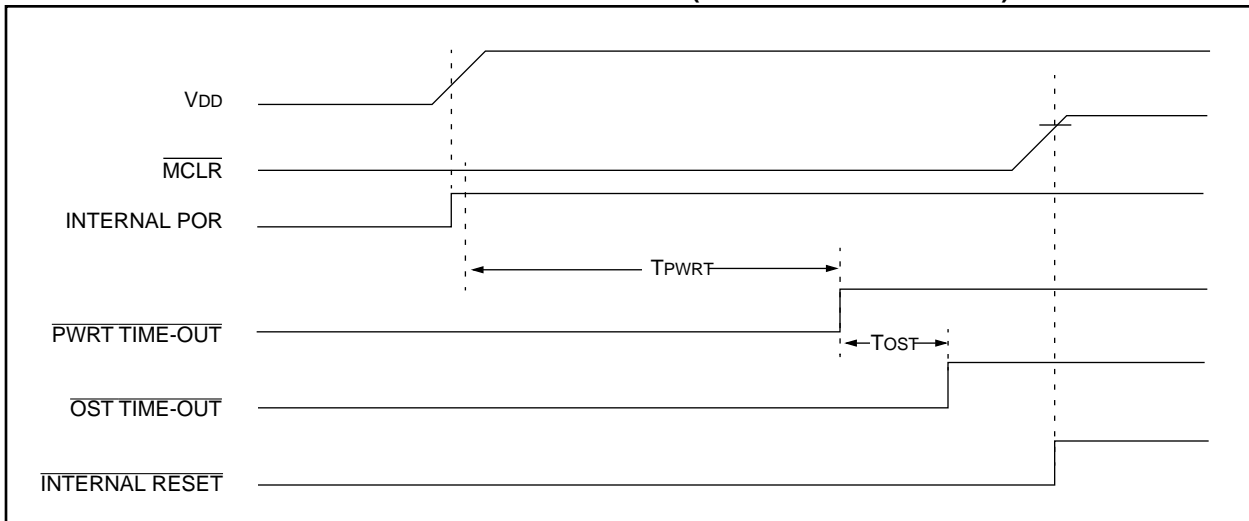 VDD
MCLR
INTERNAL POR
TPWRT
PWRT TIME-OUT
TOST
OST TIME-OUT
INTERNAL RESET